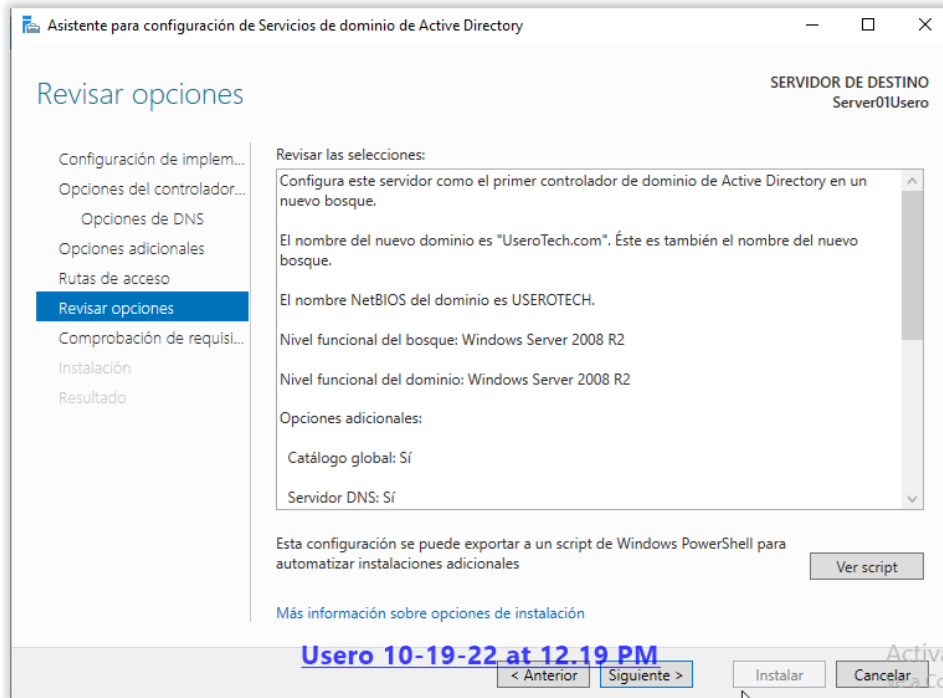 Asistente para configuración de Servicios de dominio de Active Directory
Revisar opciones
SERVIDOR DE DESTINO
Server01Usero
Configuración de implem...
Opciones del controlador...
Opciones de DNS
Opciones adicionales
Rutas de acceso
Revisar opciones
Comprobación de requisi...
Instalación
Resultado
Revisar las selecciones:
Configura este servidor como el primer controlador de dominio de Active Directory en un
nuevo bosque.
El nombre del nuevo dominio es "UseroTech.com". Éste es también el nombre del nuevo
bosque.
El nombre NetBIOS del dominio es USEROTECH.
Nivel funcional del bosque: Windows Server 2008 R2
Nivel funcional del dominio: Windows Server 2008 R2
Opciones adicionales:
Catálogo global: Sí
Servidor DNS: Sí
Esta configuración se puede exportar a un script de Windows PowerShell para
automatizar instalaciones adicionales
Ver script
Más información sobre opciones de instalación
Usero 10-19-22 at 12.19 PM
Activa
< Anterior
Siguiente >
Instalar
Cancelar